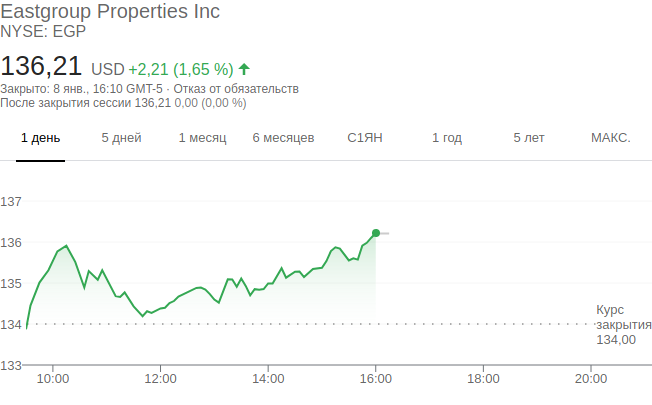 Eastgroup Properties Inc
NYSE: EGP
136,21 USD +2,21 (1,65 %)
Закрыто: 8 янв., 16:10 GMT-5 · Отказ от обязательств
После закрытия сессии 136,21 0,00 (0,00 %)
1 день 5 дней 1 месяц 6 месяцев С1ЯН 1 год 5 лет МАКС.
137
136
135
134
133
Курс
закрытия
134,00
10:00 12:00 14:00 16:00 18:00 20:00